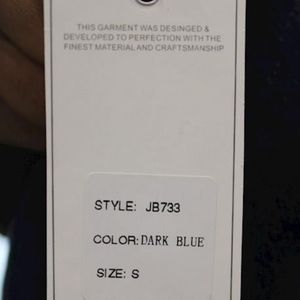 THIS GARMENT WAS DESINGED &
DEVELOPED TO PERFECTION WITH THE
FINEST MATERIAL AND CRAFTSMANSHIP
STYLE: JB733
COLOR: DARK BLUE
SIZE: S